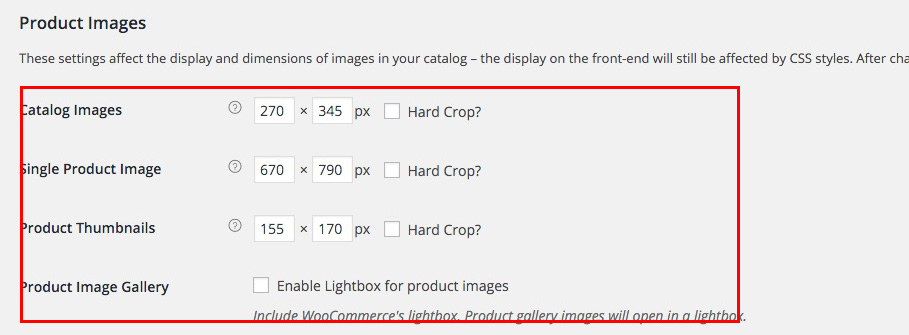 Product Images
These settings affect the display and dimensions of images in your catalog – the display on the front-end will still be affected by CSS styles. After cha
Catalog Images ? 270 × 345 px Hard Crop?
Single Product Image ? 670 × 790 px Hard Crop?
Product Thumbnails ? 155 × 170 px Hard Crop?
Product Image Gallery Enable Lightbox for product images
Include WooCommerce's lightbox. Product gallery images will open in a lightbox.